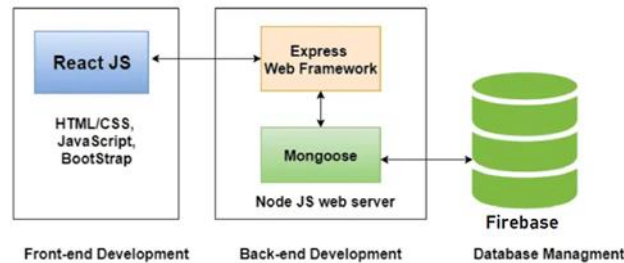 React JS
HTML/CSS,
JavaScript,
BootStrap
Express
Web Framework
Mongoose
Node JS web server
Firebase
Front-end Development
Back-end Development
Database Managment